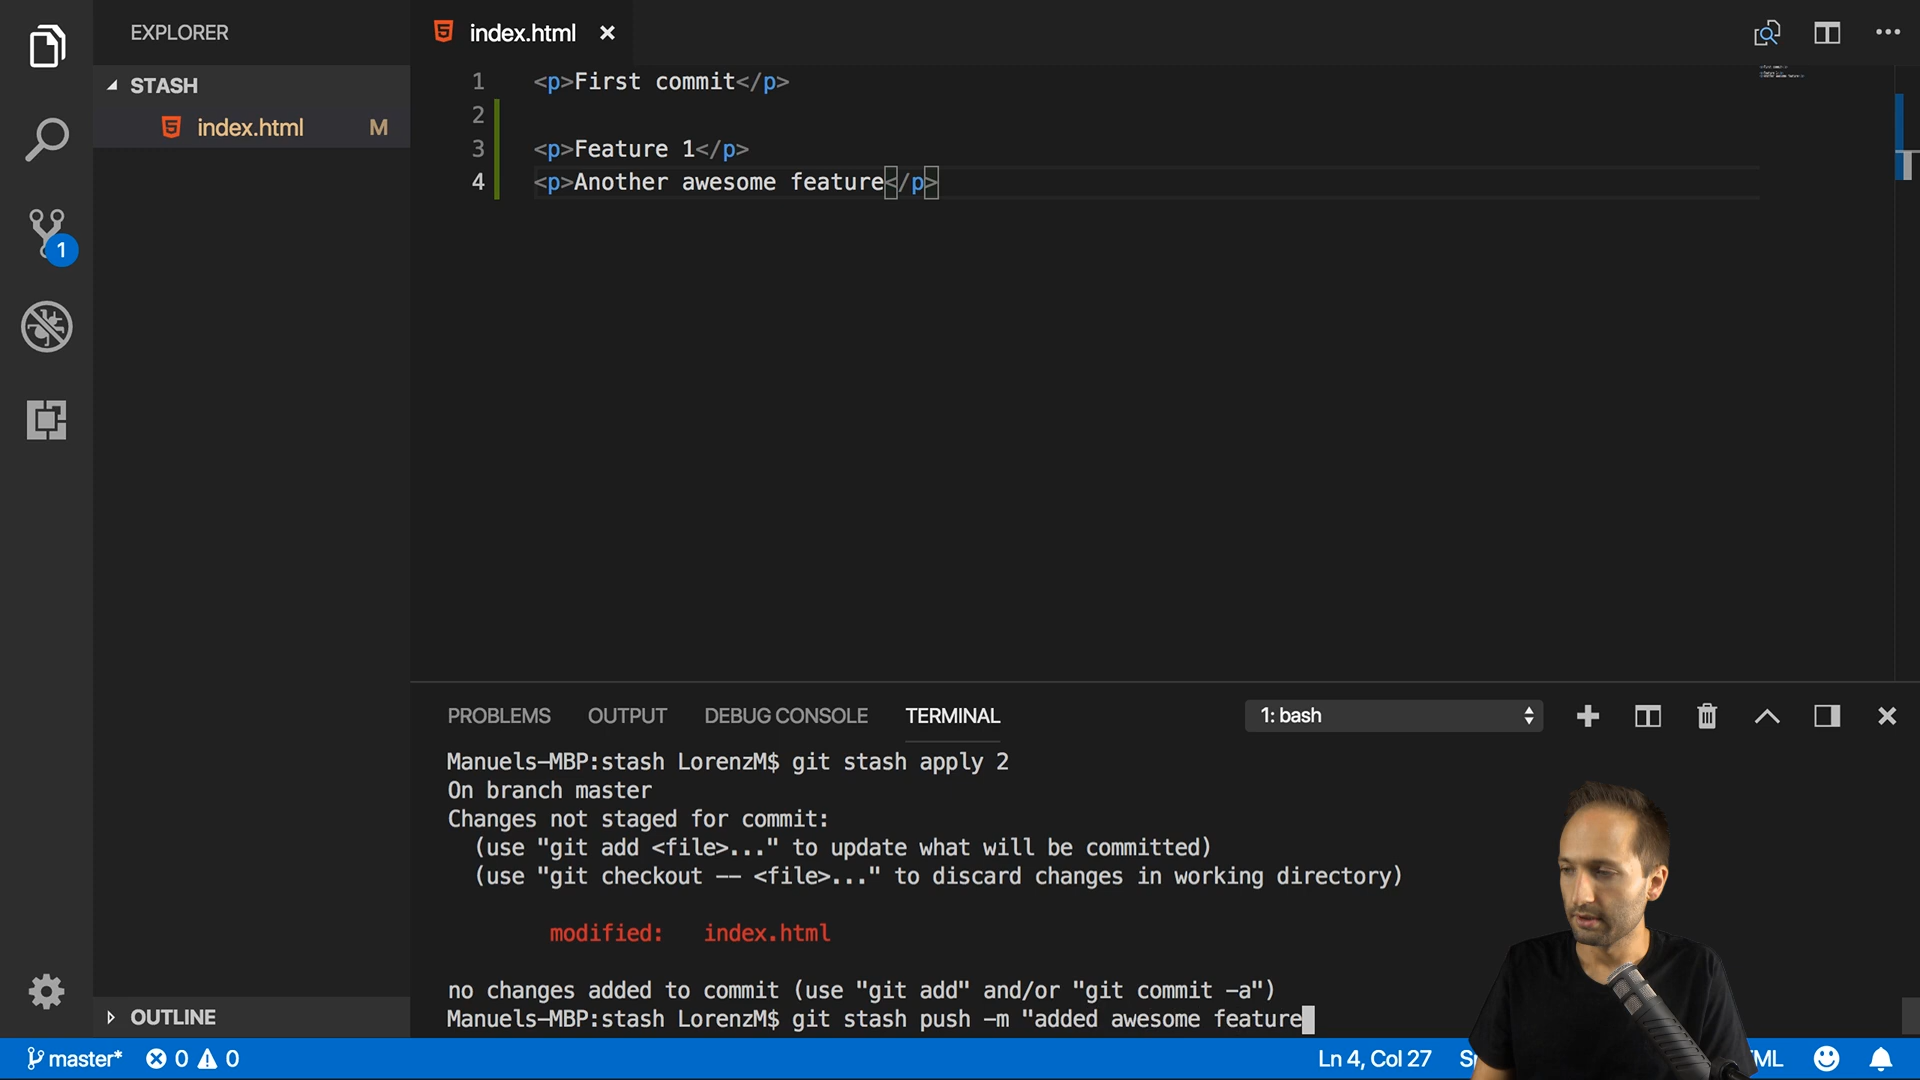 EXPLORER
STASH
index.html M
1
OUTLINE
index.html
1 <p>First commit</p>
2
3 <p>Feature 1</p>
4 <p>Another awesome feature</p>
PROBLEMS OUTPUT DEBUG CONSOLE TERMINAL 1: bash
Manuels-MBP:stash LorenzM$ git stash apply 2
On branch master
Changes not staged for commit:
(use "git add <file>..." to update what will be committed)
(use "git checkout -- <file>..." to discard changes in working directory)
modified: index.html
no changes added to commit (use "git add" and/or "git commit -a")
Manuels-MBP:stash LorenzM$ git stash push -m "added awesome feature
master* 0 0 Ln 4, Col 27